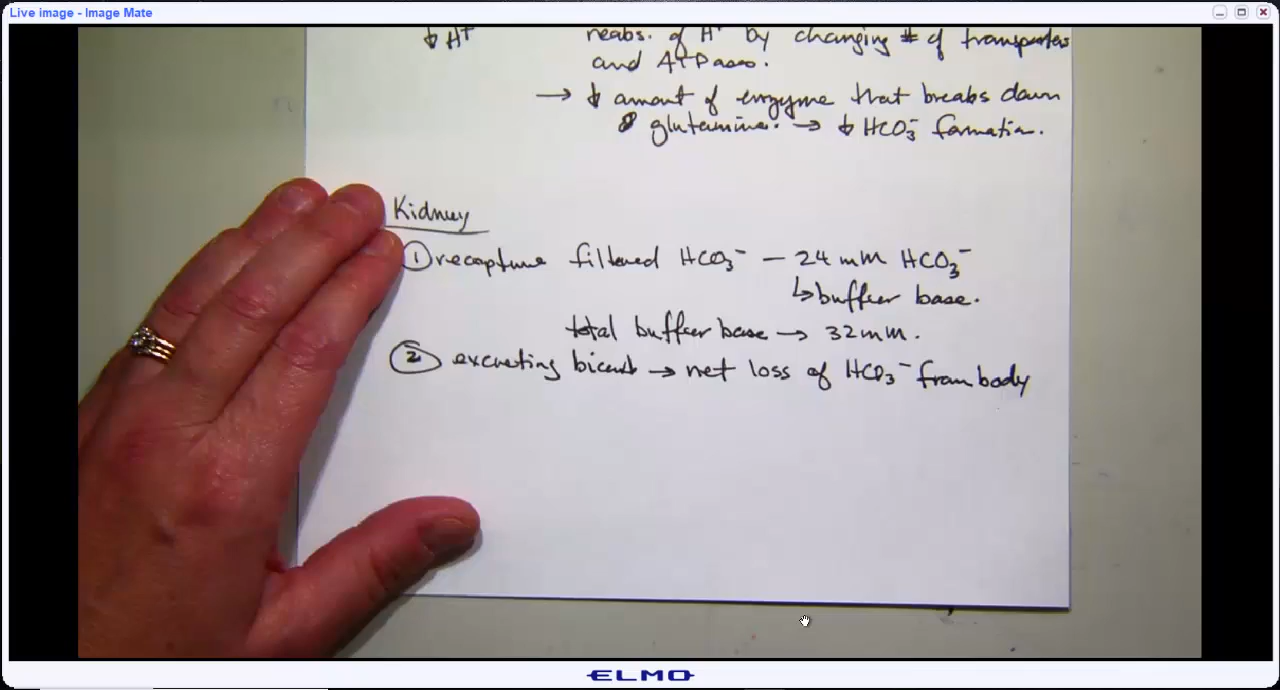 Live image - Image Mate
↓ H⁺ reabs. of H⁺ by changing # of transporters
and ATPases.
→ ↓ amount of enzyme that breaks down
glutamine. → ↓ HCO₃⁻ formation.
Kidney
① recapture filtered HCO₃⁻ — 24 mM HCO₃⁻
↳ buffer base.
total buffer base → 32 mM.
② excreting bicarb → net loss of HCO₃⁻ from body
ELMO